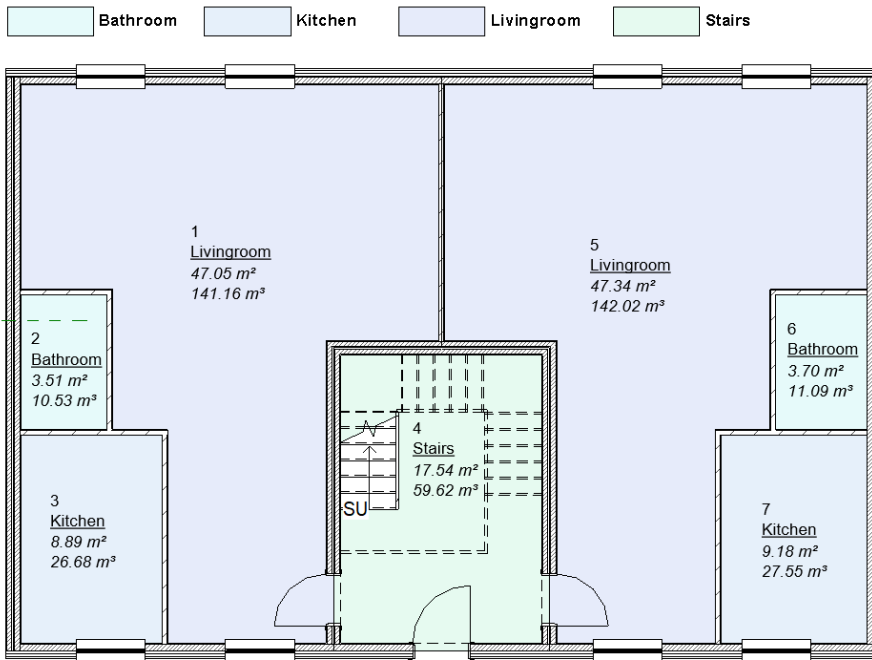 Bathroom Kitchen Livingroom Stairs
1
Livingroom
47.05 m²
141.16 m³
5
Livingroom
47.34 m²
142.02 m³
2
Bathroom
3.51 m²
10.53 m³
6
Bathroom
3.70 m²
11.09 m³
4
Stairs
17.54 m²
59.62 m³
SU
3
Kitchen
8.89 m²
26.68 m³
7
Kitchen
9.18 m²
27.55 m³